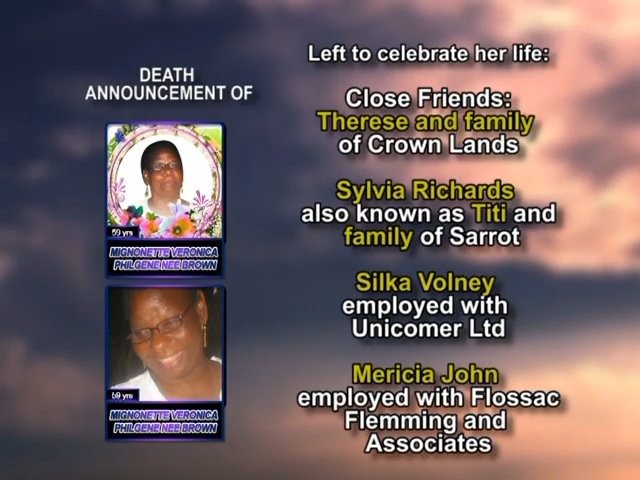 DEATH
ANNOUNCEMENT OF
59 yrs
MIGNONETTE VERONICA
PHILGENE NEE BROWN
59 yrs
MIGNONETTE VERONICA
PHILGENE NEE BROWN
Left to celebrate her life:
Close Friends:
Therese and family
of Crown Lands
Sylvia Richards
also known as Titi and
family of Sarrot
Silka Volney
employed with
Unicomer Ltd
Mericia John
employed with Flossac
Flemming and
Associates